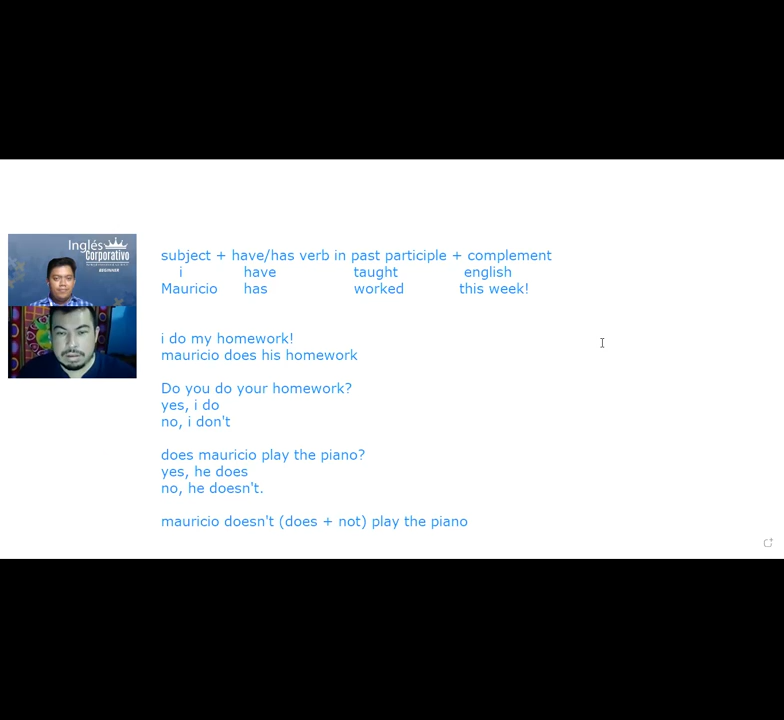 Inglés
Corporativo
BEGINNER
subject + have/has verb in past participle + complement
i have taught english
Mauricio has worked this week!
i do my homework!
mauricio does his homework
Do you do your homework?
yes, i do
no, i don't
does mauricio play the piano?
yes, he does
no, he doesn't.
mauricio doesn't (does + not) play the piano